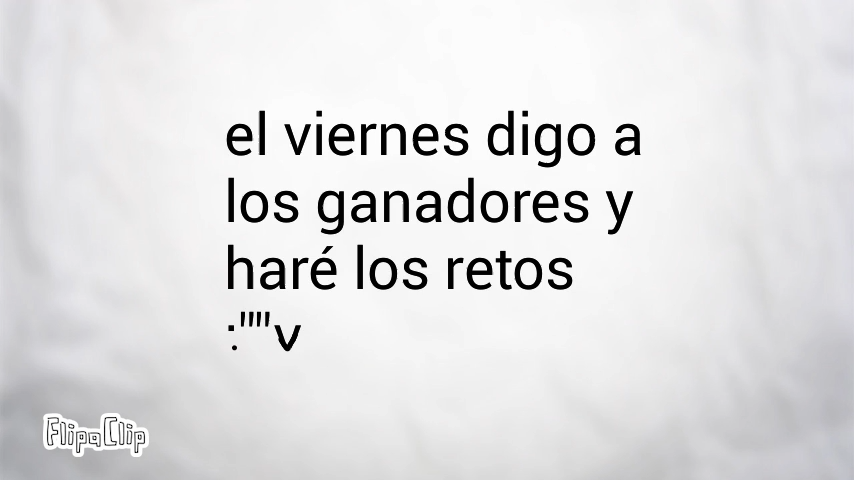 el viernes digo a
los ganadores y
haré los retos
:""v
FlipaClip